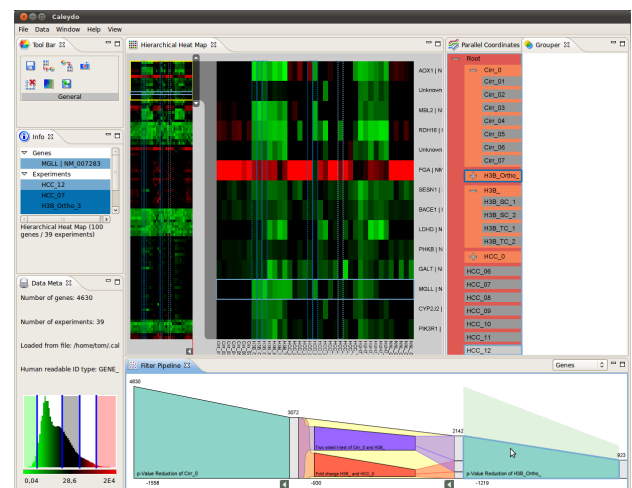 Caleydo
File Data Window Help View
Tool Bar
General
Info
Genes
MGLL | NM_007283
Experiments
HCC_12
HCC_07
H3B_Ortho_3
Hierarchical Heat Map (100
genes / 39 experiments)
Data Meta
Number of genes: 4630
Number of experiments: 39
Loaded from file: /home/tom/.cal
Human readable ID type: GENE_
0,04 28,6 2E4
Hierarchical Heat Map
AOX1 | N
Unknown
MBL2 | N
RDH16 | I
Unknown
PGA | NM
SESN1 |
BACE1 | I
LDHD | N
PHKB | N
GALT | N
MGLL | N
CYP2J2 |
PIK3R1 |
Parallel Coordinates
Grouper
Root
Cirr_0
Cirr_01
Cirr_02
Cirr_03
Cirr_04
Cirr_05
Cirr_06
Cirr_07
H3B_Ortho_
H3B_
H3B_SC_1
H3B_SC_2
H3B_TC_1
H3B_TC_2
HCC_0
HCC_06
HCC_07
HCC_08
HCC_09
HCC_10
HCC_11
HCC_12
Filter Pipeline
Genes
4630
3072
2142
923
Two sided t-test of Cirr_0 and H3B_
Fold change H3B_ and HCC_0
p-Value Reduction of Cirr_0
p-Value Reduction of H3B_Ortho_
-1558
-930
-1219